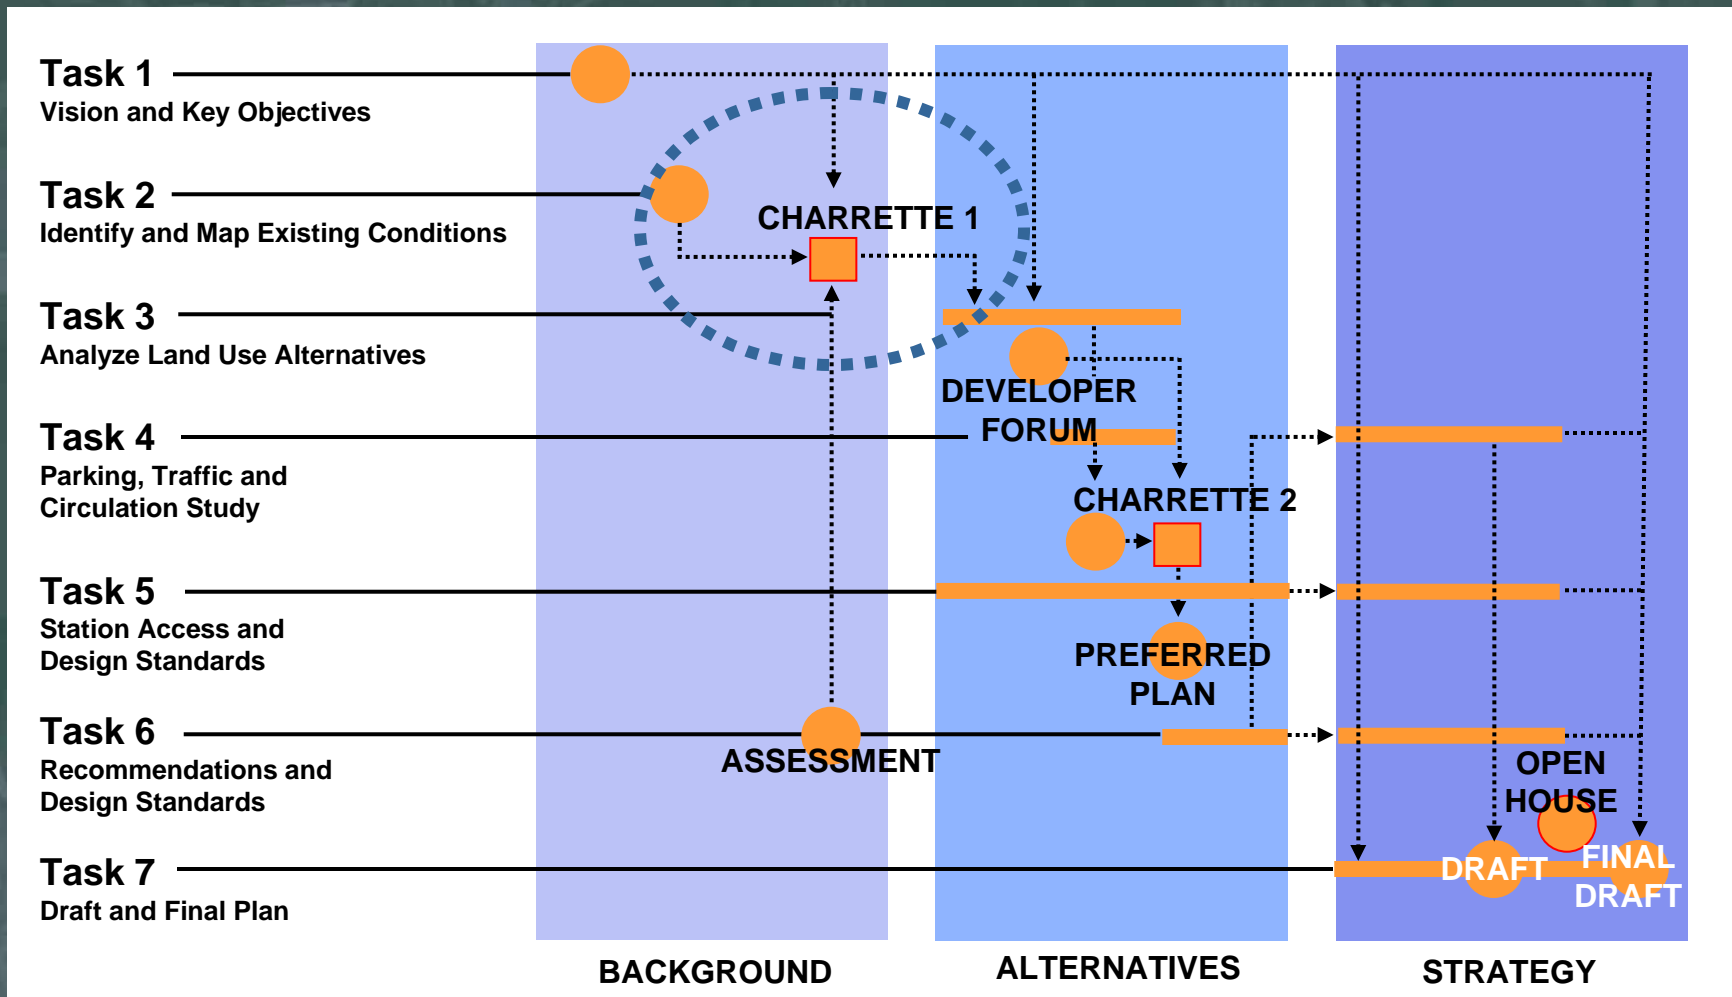 Task 1
Vision and Key Objectives
Task 2
Identify and Map Existing Conditions
CHARRETTE 1
Task 3
Analyze Land Use Alternatives
DEVELOPER
FORUM
Task 4
Parking, Traffic and
Circulation Study
CHARRETTE 2
Task 5
Station Access and
Design Standards
PREFERRED
PLAN
Task 6
Recommendations and
Design Standards
ASSESSMENT
OPEN
HOUSE
Task 7
Draft and Final Plan
DRAFT
FINAL
DRAFT
BACKGROUND
ALTERNATIVES
STRATEGY